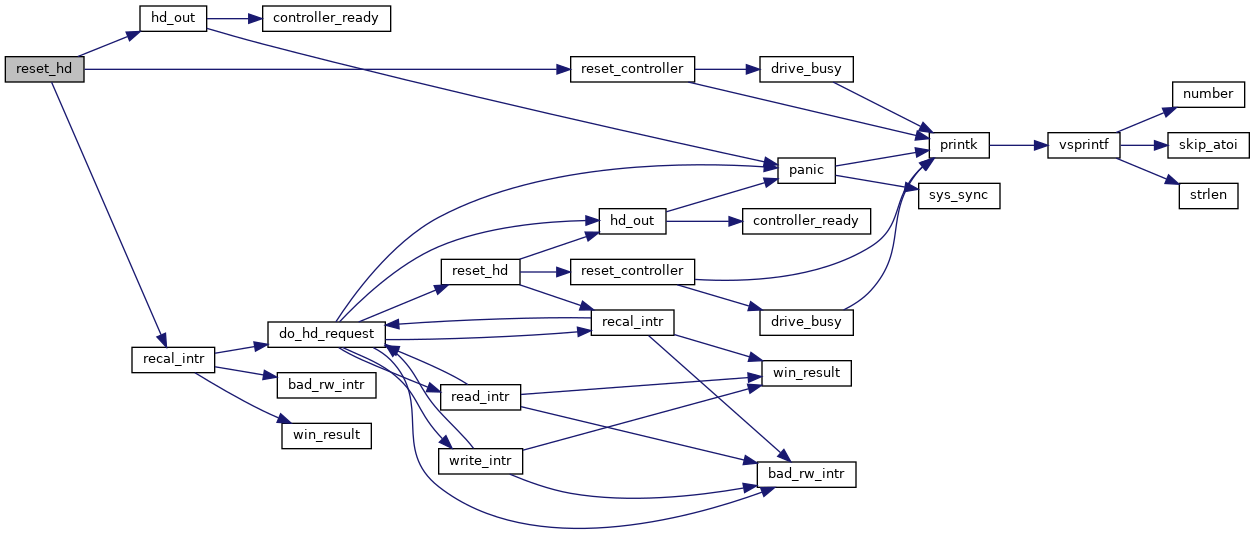 hd_out
controller_ready
reset_hd
reset_controller
drive_busy
number
printk
vsprintf
skip_atoi
panic
sys_sync
strlen
hd_out
controller_ready
reset_hd
reset_controller
do_hd_request
recal_intr
drive_busy
recal_intr
bad_rw_intr
win_result
read_intr
win_result
write_intr
bad_rw_intr